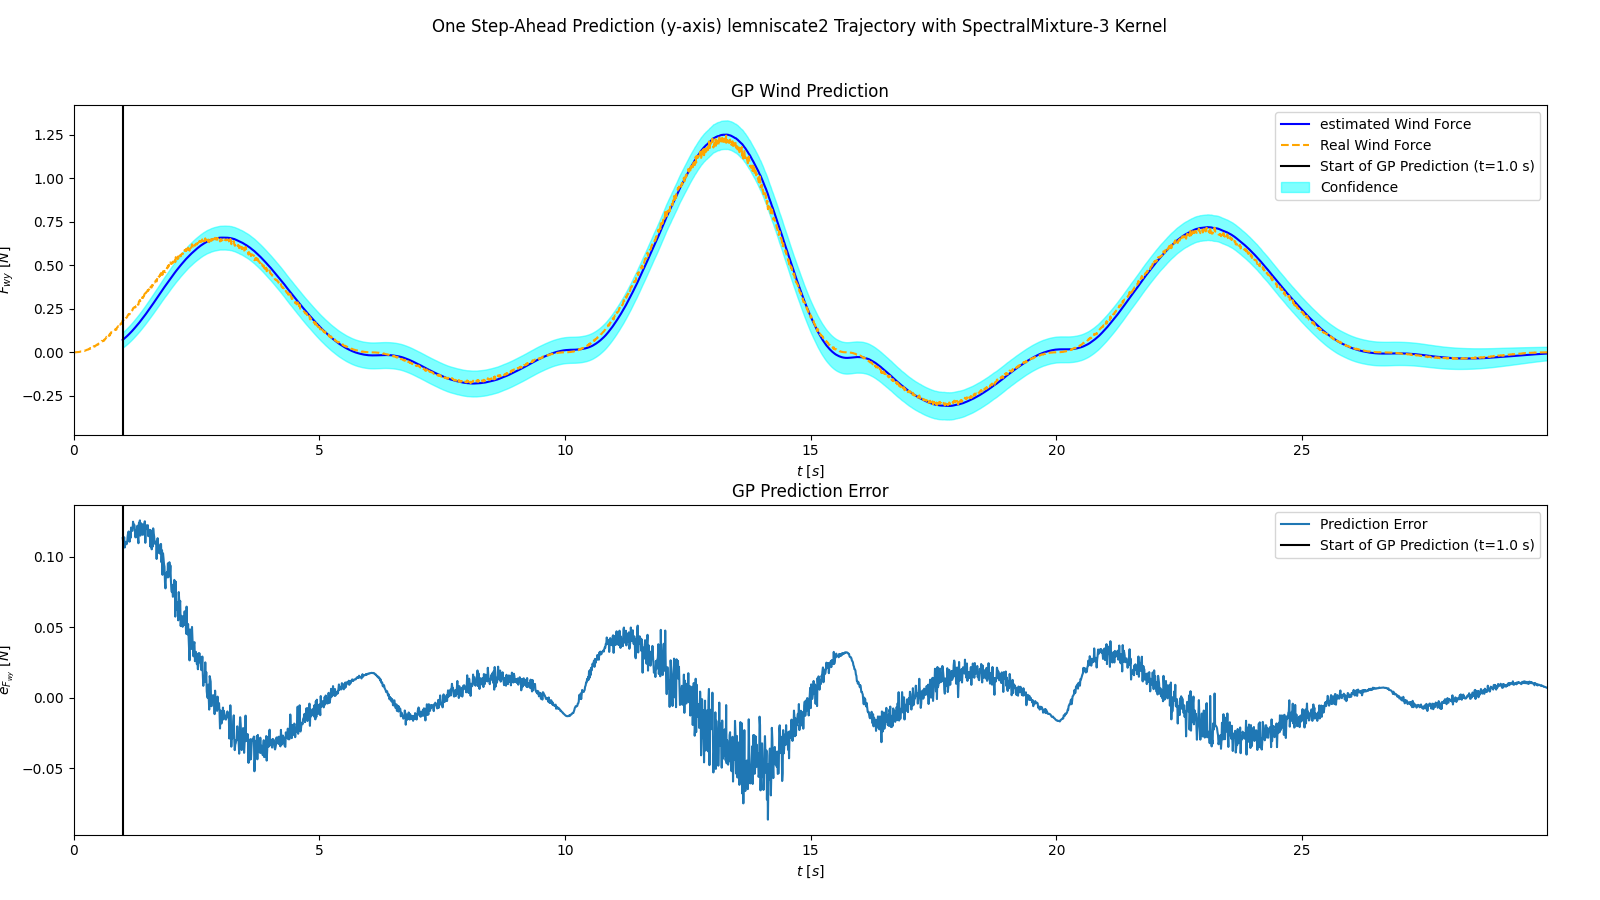 One Step-Ahead Prediction (y-axis) lemniscate2 Trajectory with SpectralMixture-3 Kernel
GP Wind Prediction
F_wy [N]
1.25
1.00
0.75
0.50
0.25
0.00
−0.25
estimated Wind Force
Real Wind Force
Start of GP Prediction (t=1.0 s)
Confidence
0 5 10 15 20 25
t [s]
GP Prediction Error
e_F_wy [N]
0.10
0.05
0.00
−0.05
Prediction Error
Start of GP Prediction (t=1.0 s)
0 5 10 15 20 25
t [s]